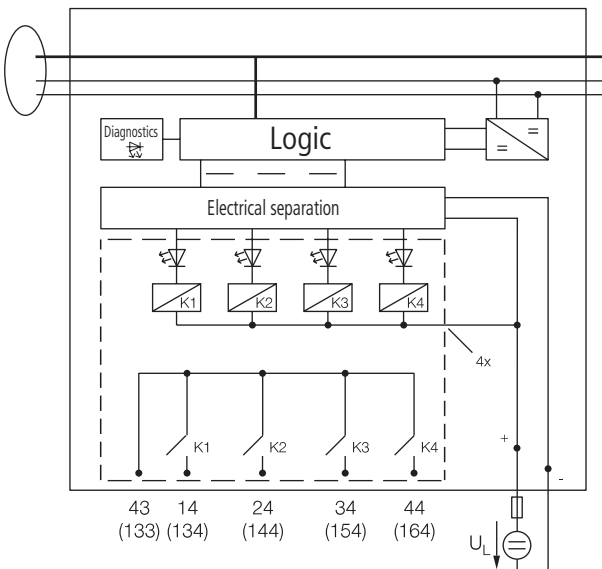 Diagnostics
Logic
=
=
Electrical separation
K1 K2 K3 K4
4x
K1 K2 K3 K4
+
-
43 14 24 34 44
(133) (134) (144) (154) (164)
UL